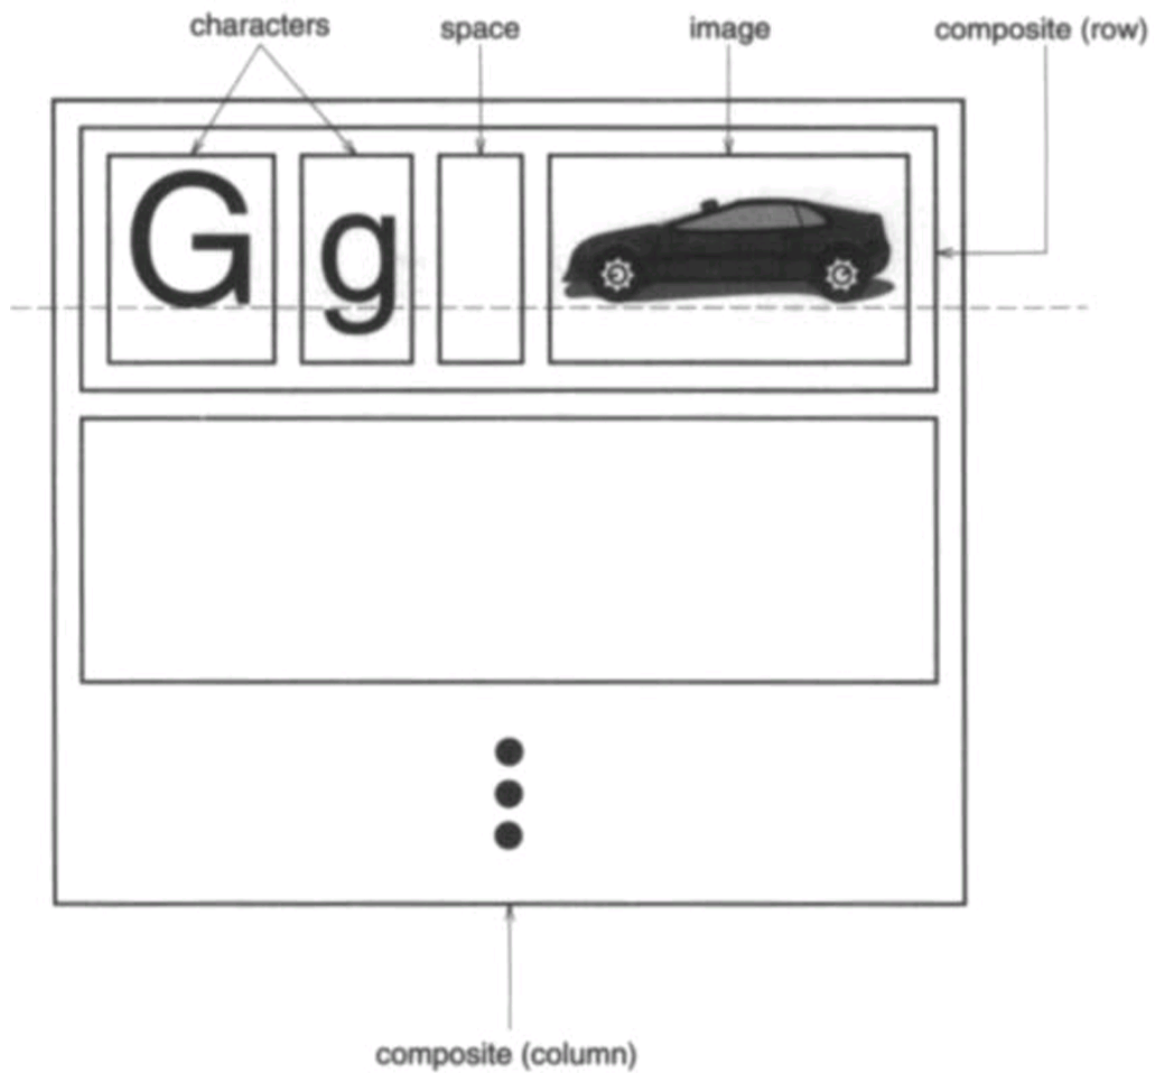 characters
space
image
composite (row)
G
g
composite (column)